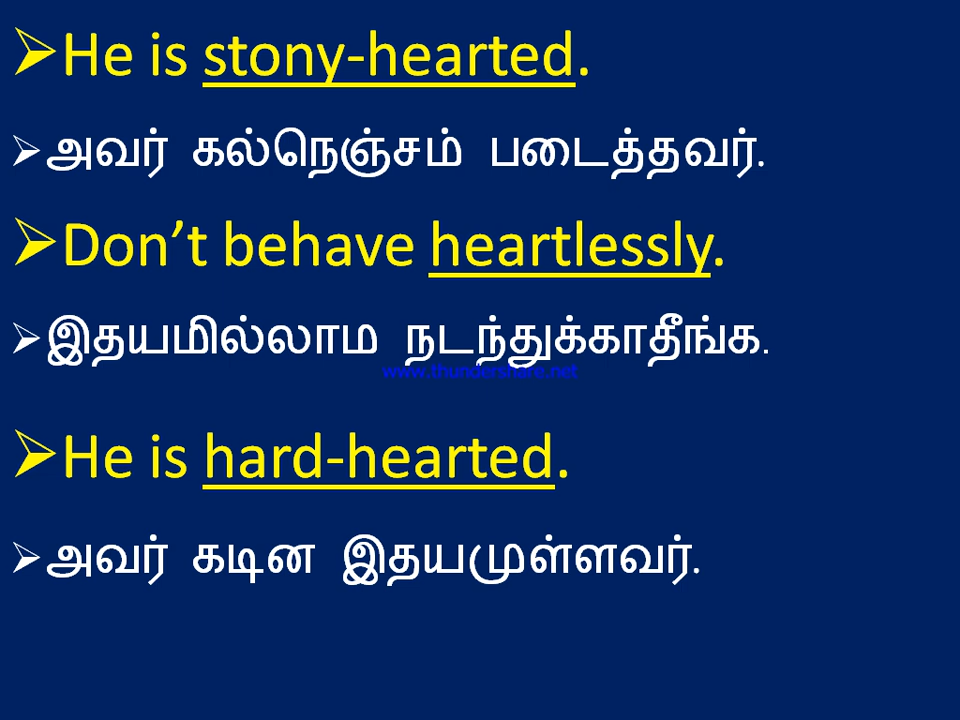 He is stony-hearted.
அவர் கல்நெஞ்சம் படைத்தவர்.
Don’t behave heartlessly.
இதயமில்லாம நடந்துக்காதீங்க.
www.thundershare.net
He is hard-hearted.
அவர் கடின இதயமுள்ளவர்.